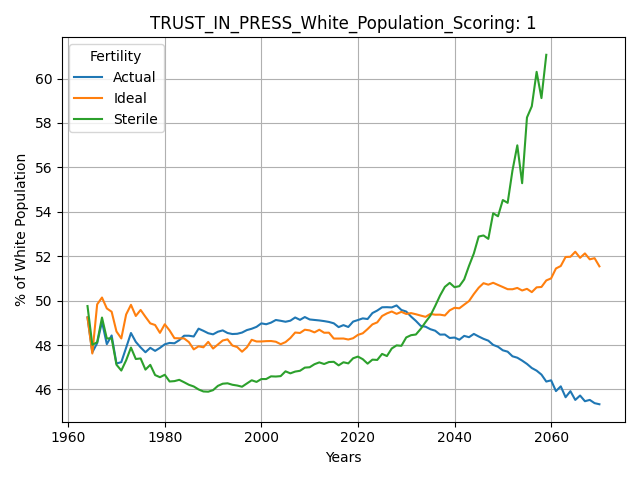 TRUST_IN_PRESS_White_Population_Scoring: 1
Fertility
Actual
Ideal
Sterile
% of White Population
60
58
56
54
52
50
48
46
1960 1980 2000 2020 2040 2060
Years